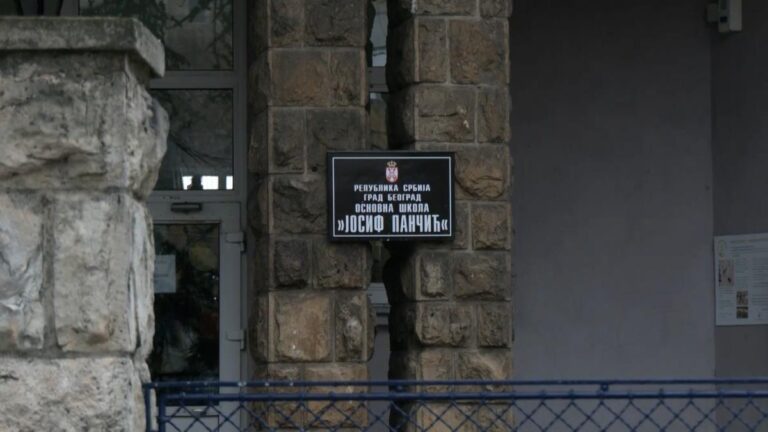 РЕПУБЛИКА СРБИЈА
ГРАД БЕОГРАД
ОСНОВНА ШКОЛА
»ЈОСИФ ПАНЧИЋ«